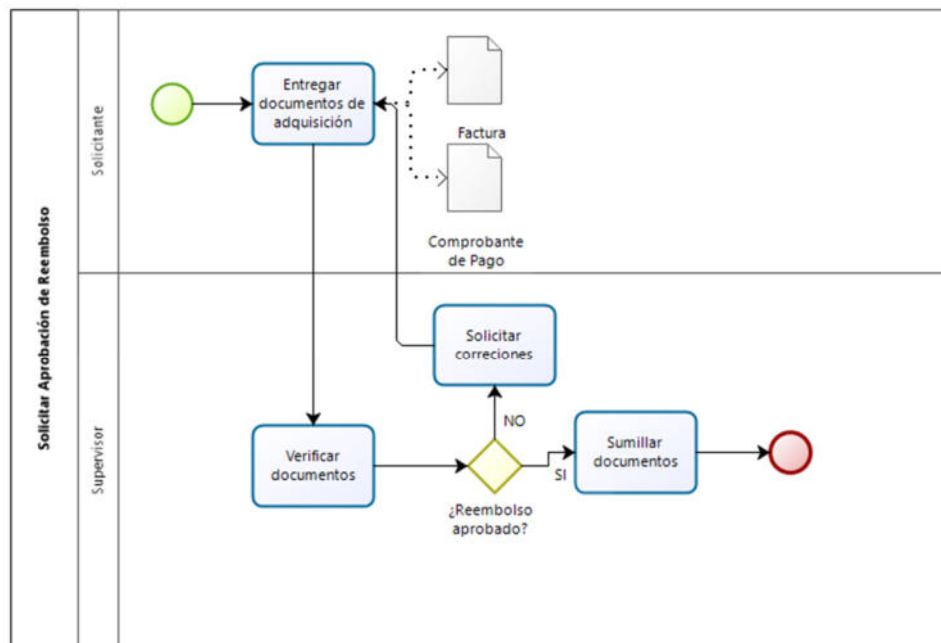 Solicitar Aprobación de Reembolso
Solicitante
Entregar
documentos de
adquisición
Factura
Comprobante
de Pago
Supervisor
Solicitar
correciones
NO
Verificar
documentos
¿Reembolso
aprobado?
SI
Sumillar
documentos